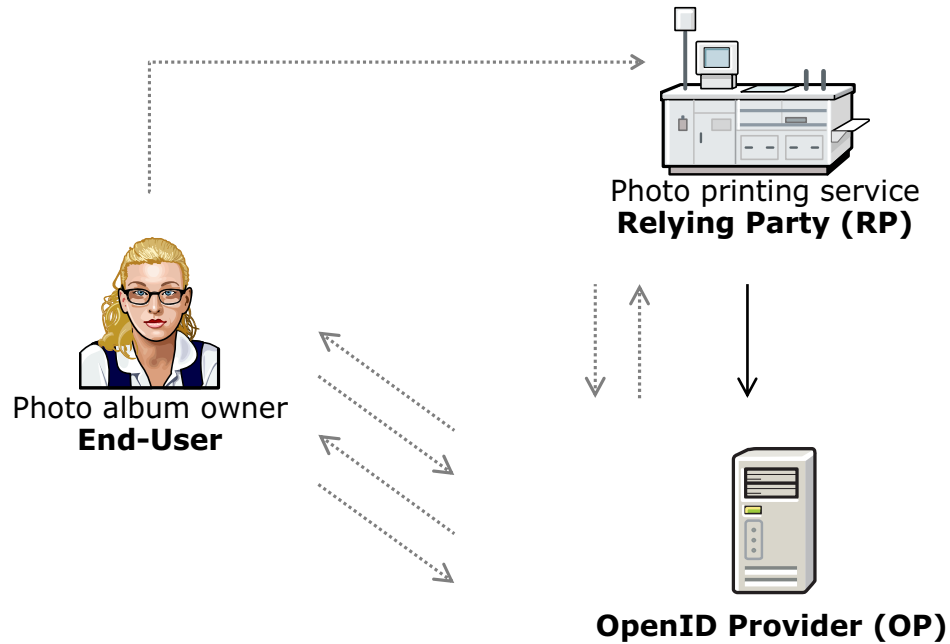 Photo printing service
Relying Party (RP)
Photo album owner
End-User
OpenID Provider (OP)